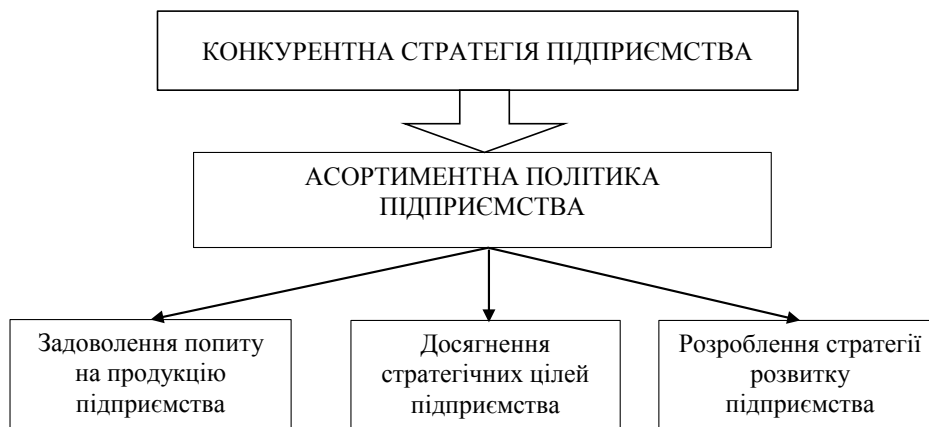 КОНКУРЕНТНА СТРАТЕГІЯ ПІДПРИЄМСТВА
АСОРТИМЕНТНА ПОЛІТИКА
ПІДПРИЄМСТВА
Задоволення попиту
на продукцію
підприємства
Досягнення
стратегічних цілей
підприємства
Розроблення стратегії
розвитку
підприємства